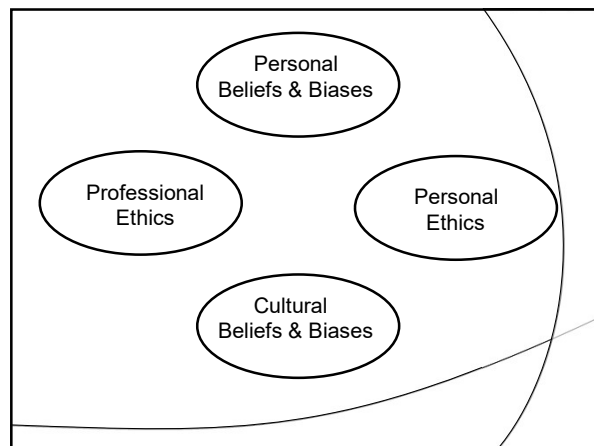 Personal
Beliefs & Biases
Professional
Ethics
Personal
Ethics
Cultural
Beliefs & Biases